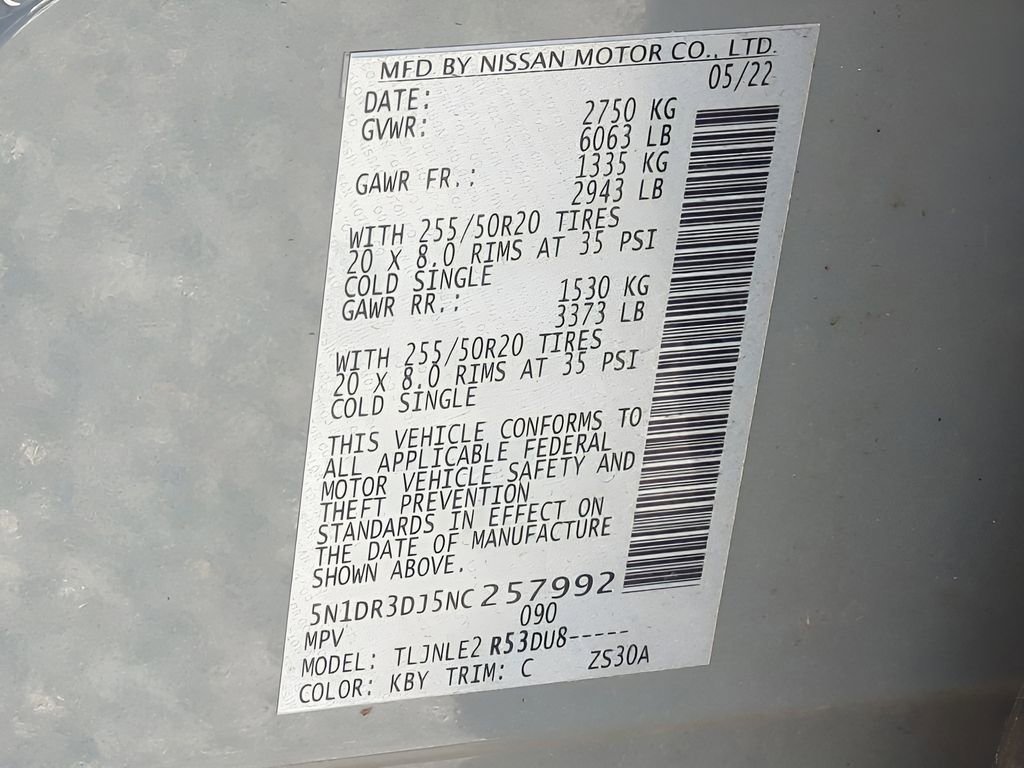 MFD BY NISSAN MOTOR CO., LTD.
DATE: 05/22
GVWR: 2750 KG
6063 LB
GAWR FR.: 1335 KG
2943 LB
WITH 255/50R20 TIRES
20 X 8.0 RIMS AT 35 PSI
COLD SINGLE
GAWR RR.: 1530 KG
3373 LB
WITH 255/50R20 TIRES
20 X 8.0 RIMS AT 35 PSI
COLD SINGLE
THIS VEHICLE CONFORMS TO
ALL APPLICABLE FEDERAL
MOTOR VEHICLE SAFETY AND
THEFT PREVENTION
STANDARDS IN EFFECT ON
THE DATE OF MANUFACTURE
SHOWN ABOVE.
5N1DR3DJ5NC257992
MPV 090
MODEL: TLJNLE2 R53DU8-----
COLOR: KBY TRIM: C ZS30A